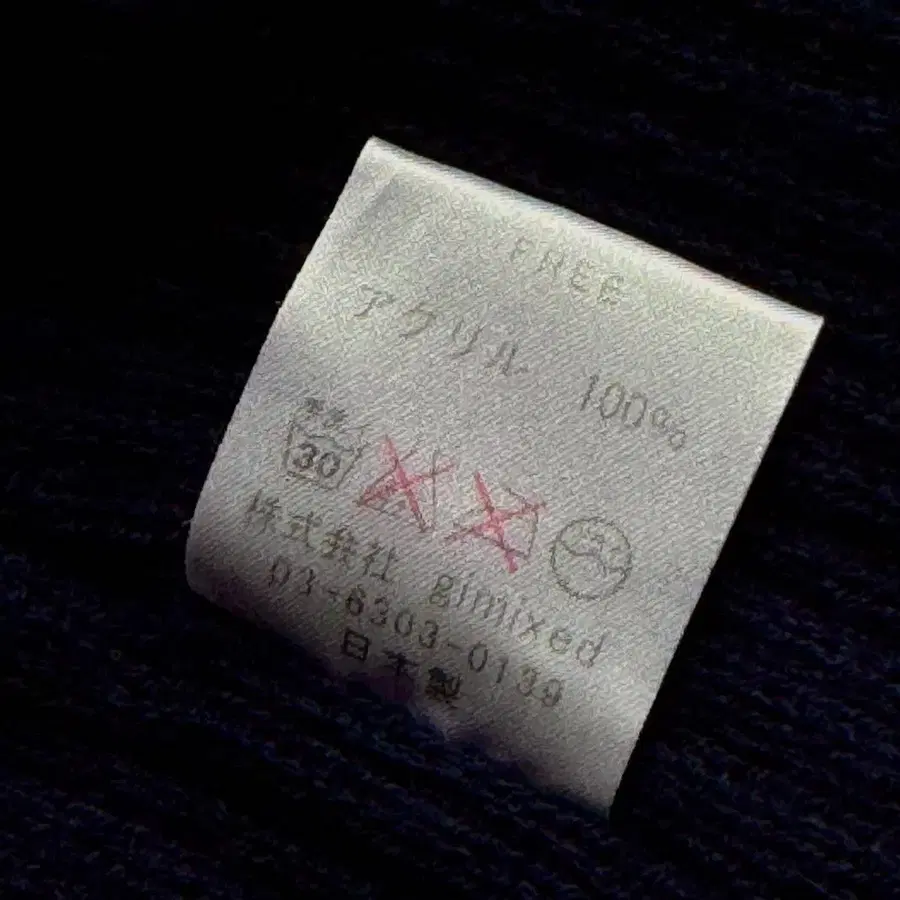 FREE
アクリル 100%
30
株式会社 gimixed
03-6303-0139
日本製